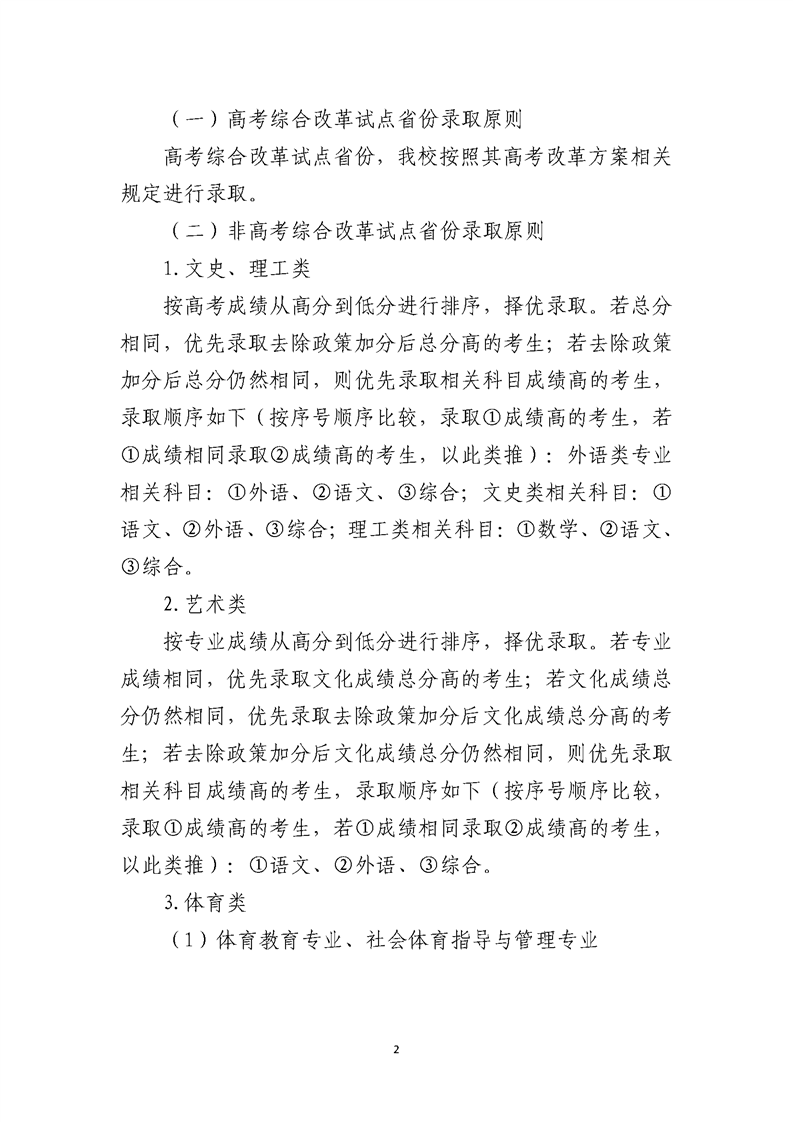 （一）高考综合改革试点省份录取原则
高考综合改革试点省份，我校按照其高考改革方案相关
规定进行录取。
（二）非高考综合改革试点省份录取原则
1.文史、理工类
按高考成绩从高分到低分进行排序，择优录取。若总分
相同，优先录取去除政策加分后总分高的考生；若去除政策
加分后总分仍然相同，则优先录取相关科目成绩高的考生，
录取顺序如下（按序号顺序比较，录取①成绩高的考生，若
①成绩相同录取②成绩高的考生，以此类推）：外语类专业
相关科目：①外语、②语文、③综合；文史类相关科目：①
语文、②外语、③综合；理工类相关科目：①数学、②语文、
③综合。
2.艺术类
按专业成绩从高分到低分进行排序，择优录取。若专业
成绩相同，优先录取文化成绩总分高的考生；若文化成绩总
分仍然相同，优先录取去除政策加分后文化成绩总分高的考
生；若去除政策加分后文化成绩总分仍然相同，则优先录取
相关科目成绩高的考生，录取顺序如下（按序号顺序比较，
录取①成绩高的考生，若①成绩相同录取②成绩高的考生，
以此类推）：①语文、②外语、③综合。
3.体育类
（1）体育教育专业、社会体育指导与管理专业
2